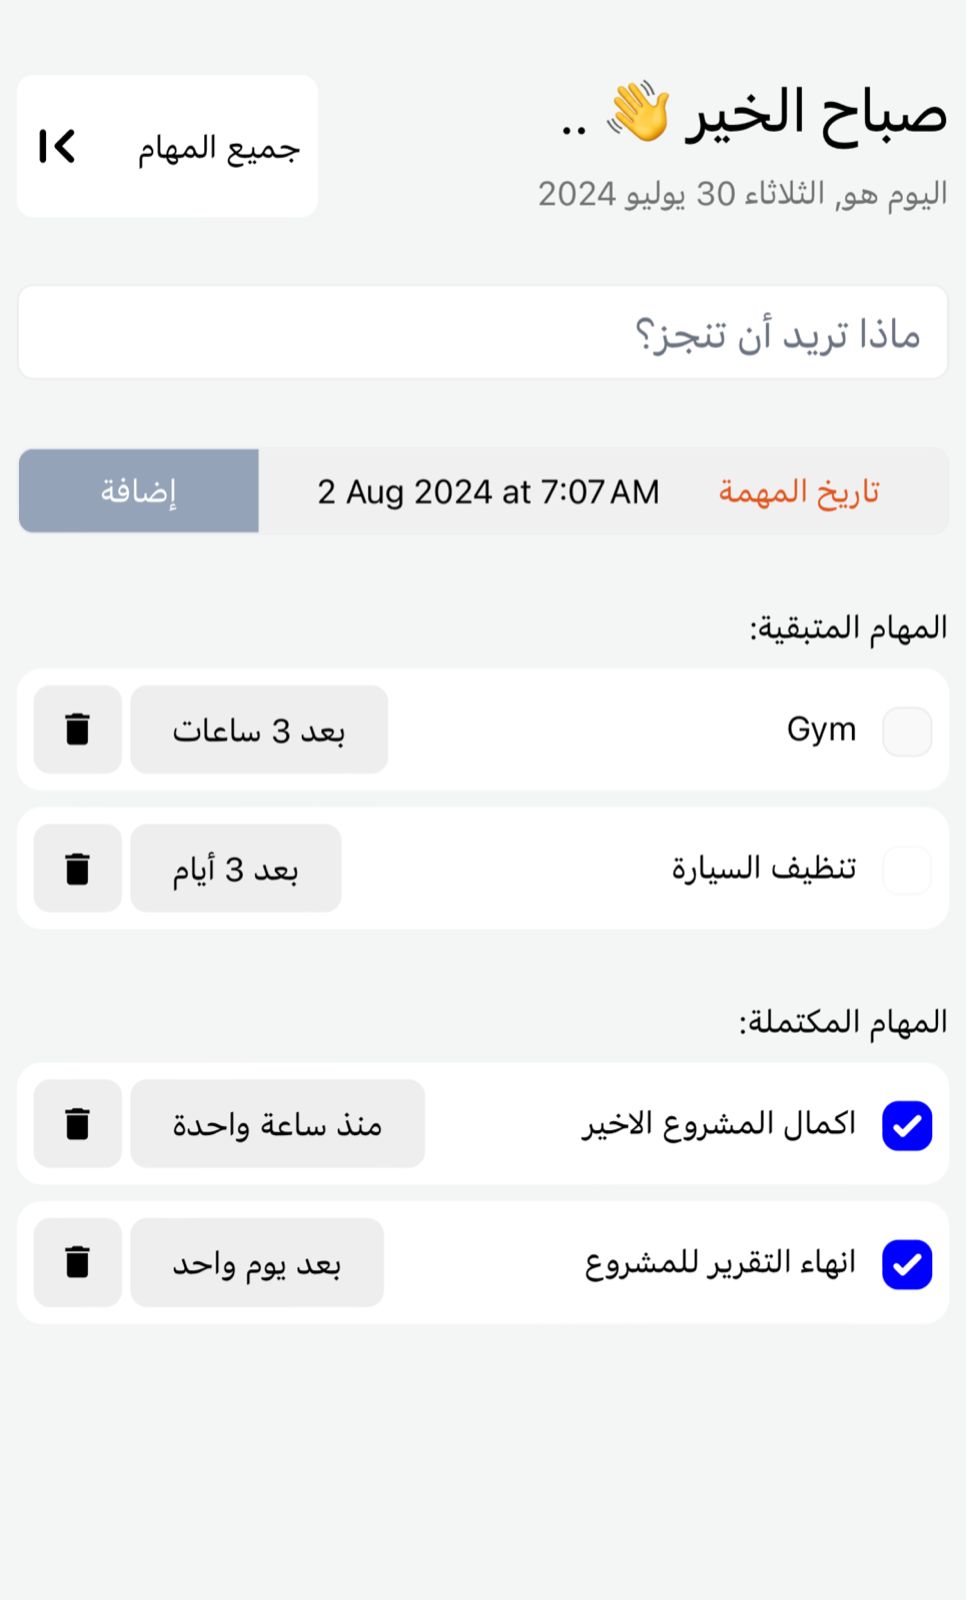 صباح الخير 👋 ..
اليوم هو, الثلاثاء 30 يوليو 2024
جميع المهام
ماذا تريد أن تنجز؟
تاريخ المهمة
2 Aug 2024 at 7:07 AM
إضافة
المهام المتبقية:
Gym
بعد 3 ساعات
تنظيف السيارة
بعد 3 أيام
المهام المكتملة:
اكمال المشروع الاخير
منذ ساعة واحدة
انهاء التقرير للمشروع
بعد يوم واحد